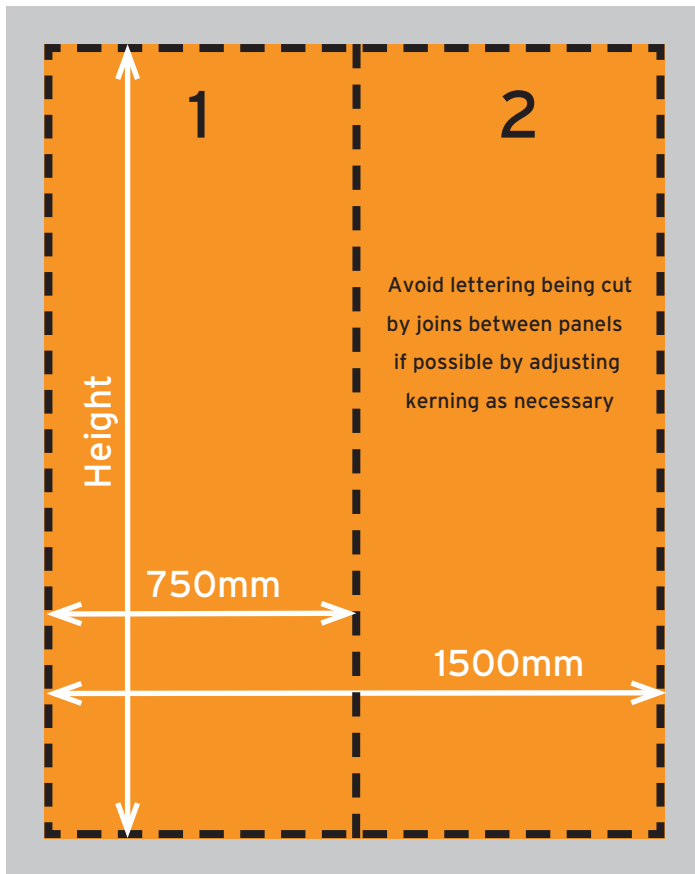 1
2
Avoid lettering being cut
by joins between panels
if possible by adjusting
kerning as necessary
Height
750mm
1500mm